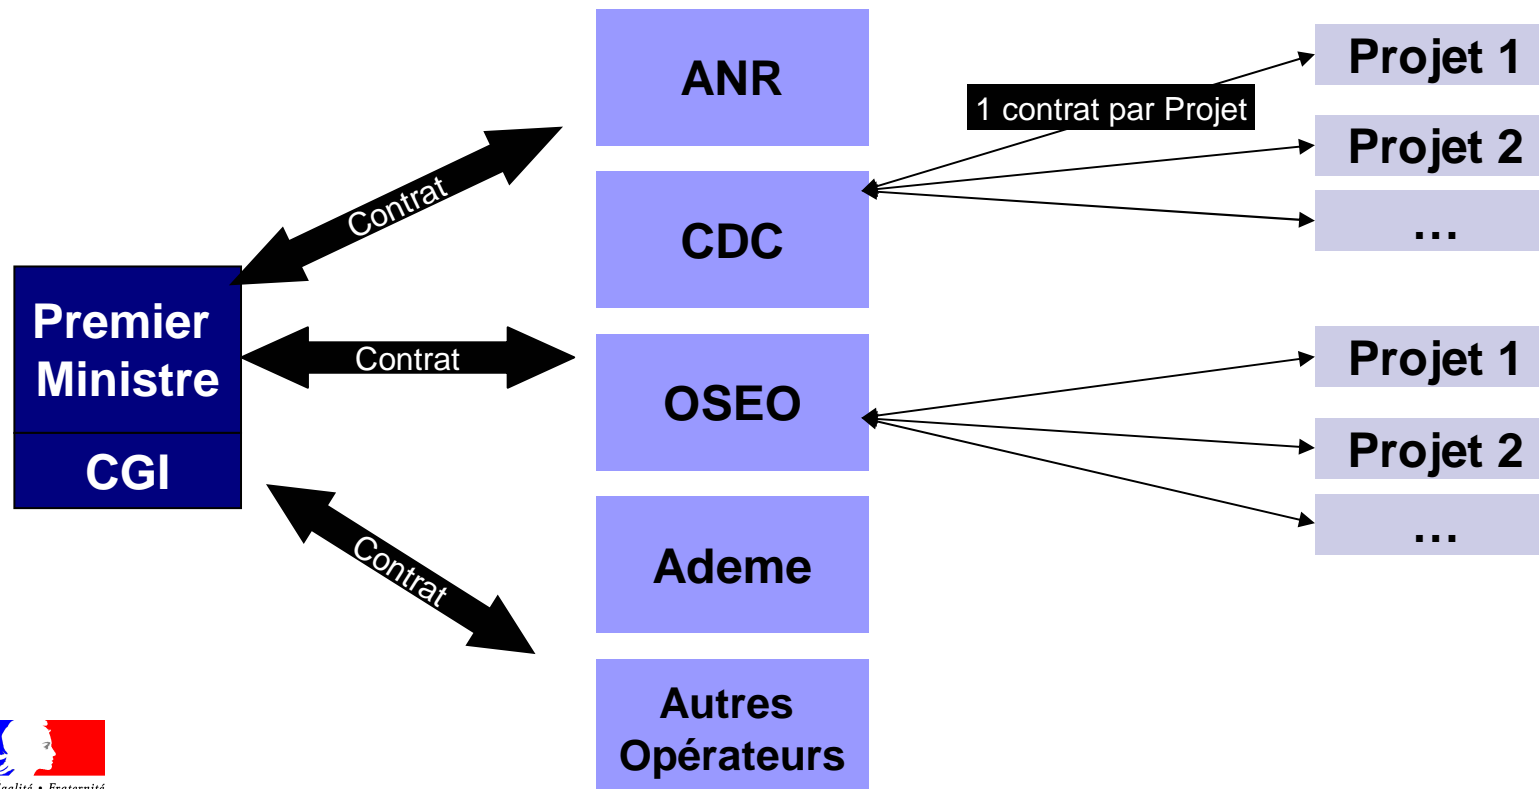 Premier
Ministre
CGI
Contrat
Contrat
Contrat
ANR
CDC
OSEO
Ademe
Autres
Opérateurs
1 contrat par Projet
Projet 1
Projet 2
…
Projet 1
Projet 2
…
• Fraternité